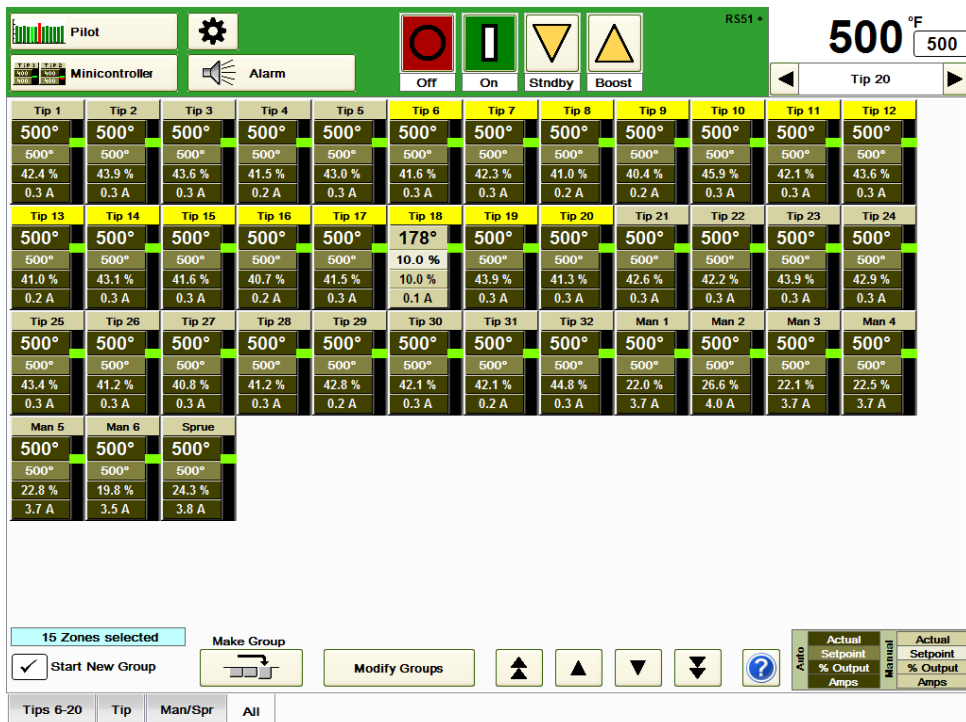 Pilot
RS51 +
500 °F
500
TIP 1 TIP 2
400 400
400 400
Minicontroller
Alarm
Off On Stndby Boost
Tip 20
Tip 1 Tip 2 Tip 3 Tip 4 Tip 5 Tip 6 Tip 7 Tip 8 Tip 9 Tip 10 Tip 11 Tip 12
500° 500° 500° 500° 500° 500° 500° 500° 500° 500° 500° 500°
500° 500° 500° 500° 500° 500° 500° 500° 500° 500° 500° 500°
42.4 % 43.9 % 43.6 % 41.5 % 43.0 % 41.6 % 42.3 % 41.0 % 40.4 % 45.9 % 42.1 % 43.6 %
0.3 A 0.3 A 0.3 A 0.2 A 0.3 A 0.3 A 0.3 A 0.2 A 0.2 A 0.3 A 0.3 A 0.3 A
Tip 13 Tip 14 Tip 15 Tip 16 Tip 17 Tip 18 Tip 19 Tip 20 Tip 21 Tip 22 Tip 23 Tip 24
500° 500° 500° 500° 500° 178° 500° 500° 500° 500° 500° 500°
500° 500° 500° 500° 500° 10.0 % 500° 500° 500° 500° 500° 500°
41.0 % 43.1 % 41.6 % 40.7 % 41.5 % 10.0 % 43.9 % 41.3 % 42.6 % 42.2 % 43.9 % 42.9 %
0.2 A 0.3 A 0.3 A 0.2 A 0.3 A 0.1 A 0.3 A 0.3 A 0.3 A 0.3 A 0.3 A 0.3 A
Tip 25 Tip 26 Tip 27 Tip 28 Tip 29 Tip 30 Tip 31 Tip 32 Man 1 Man 2 Man 3 Man 4
500° 500° 500° 500° 500° 500° 500° 500° 500° 500° 500° 500°
500° 500° 500° 500° 500° 500° 500° 500° 500° 500° 500° 500°
43.4 % 41.2 % 40.8 % 41.2 % 42.8 % 42.1 % 42.1 % 44.8 % 22.0 % 26.6 % 22.1 % 22.5 %
0.3 A 0.3 A 0.3 A 0.3 A 0.2 A 0.3 A 0.2 A 0.3 A 3.7 A 4.0 A 3.7 A 3.7 A
Man 5 Man 6 Sprue
500° 500° 500°
500° 500° 500°
22.8 % 19.8 % 24.3 %
3.7 A 3.5 A 3.8 A
15 Zones selected
Make Group
Start New Group
Modify Groups
?
Auto
Actual
Setpoint
% Output
Amps
Manual
Actual
Setpoint
% Output
Amps
Tips 6-20 Tip Man/Spr All